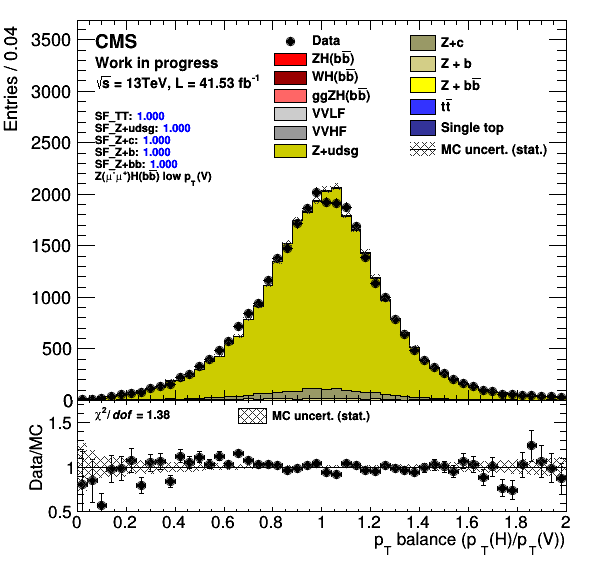 CMS
Work in progress
√s = 13TeV, L = 41.53 fb⁻¹
SF_TT: 1.000
SF_Z+udsg: 1.000
SF_Z+c: 1.000
SF_Z+b: 1.000
SF_Z+bb: 1.000
Z(μ⁻μ⁺)H(bb̅) low p_T(V)
Data
ZH(bb̅)
WH(bb̅)
ggZH(bb̅)
VVLF
VVHF
Z+udsg
Z+c
Z + b
Z + bb̅
tt̅
Single top
MC uncert. (stat.)
Entries / 0.04
3500
3000
2500
2000
1500
1000
500
0
χ²/dof = 1.38
MC uncert. (stat.)
Data/MC
1.5
1
0.5
0 0.2 0.4 0.6 0.8 1 1.2 1.4 1.6 1.8 2
p_T balance (p_T(H)/p_T(V))